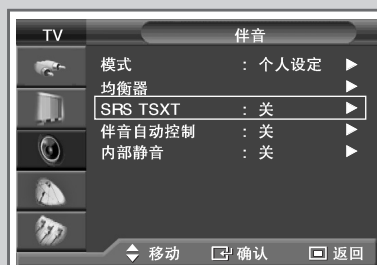 TV 伴音
模式 : 个人设定
均衡器
SRS TSXT : 关
伴音自动控制 : 关
内部静音 : 关
移动 确认 返回